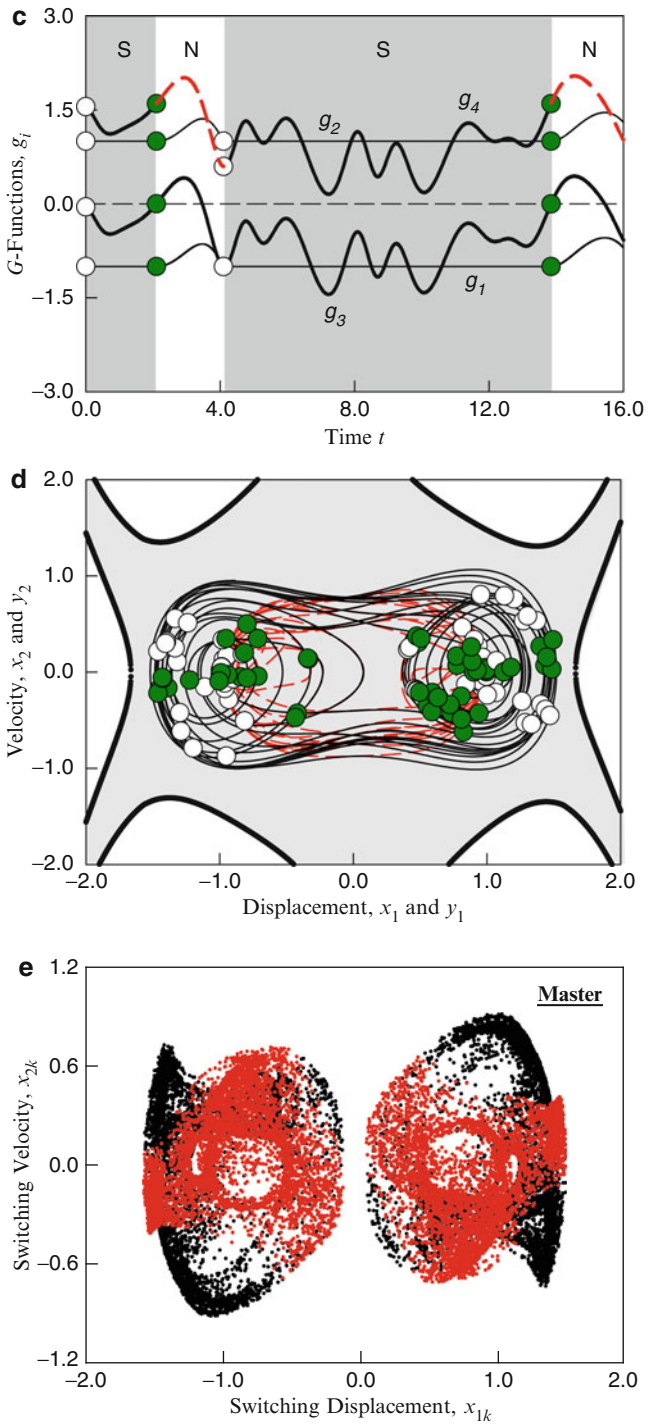 c
3.0
S N S N
1.5
g2 g4
0.0
g3 g1
−1.5
−3.0
0.0 4.0 8.0 12.0 16.0
G-Functions, gi
Time t
d
2.0
1.0
0.0
−1.0
−2.0
−2.0 −1.0 0.0 1.0 2.0
Velocity, x2 and y2
Displacement, x1 and y1
e
1.2
Master
0.6
0.0
−0.6
−1.2
−2.0 −1.0 0.0 1.0 2.0
Switching Velocity, x2k
Switching Displacement, x1k